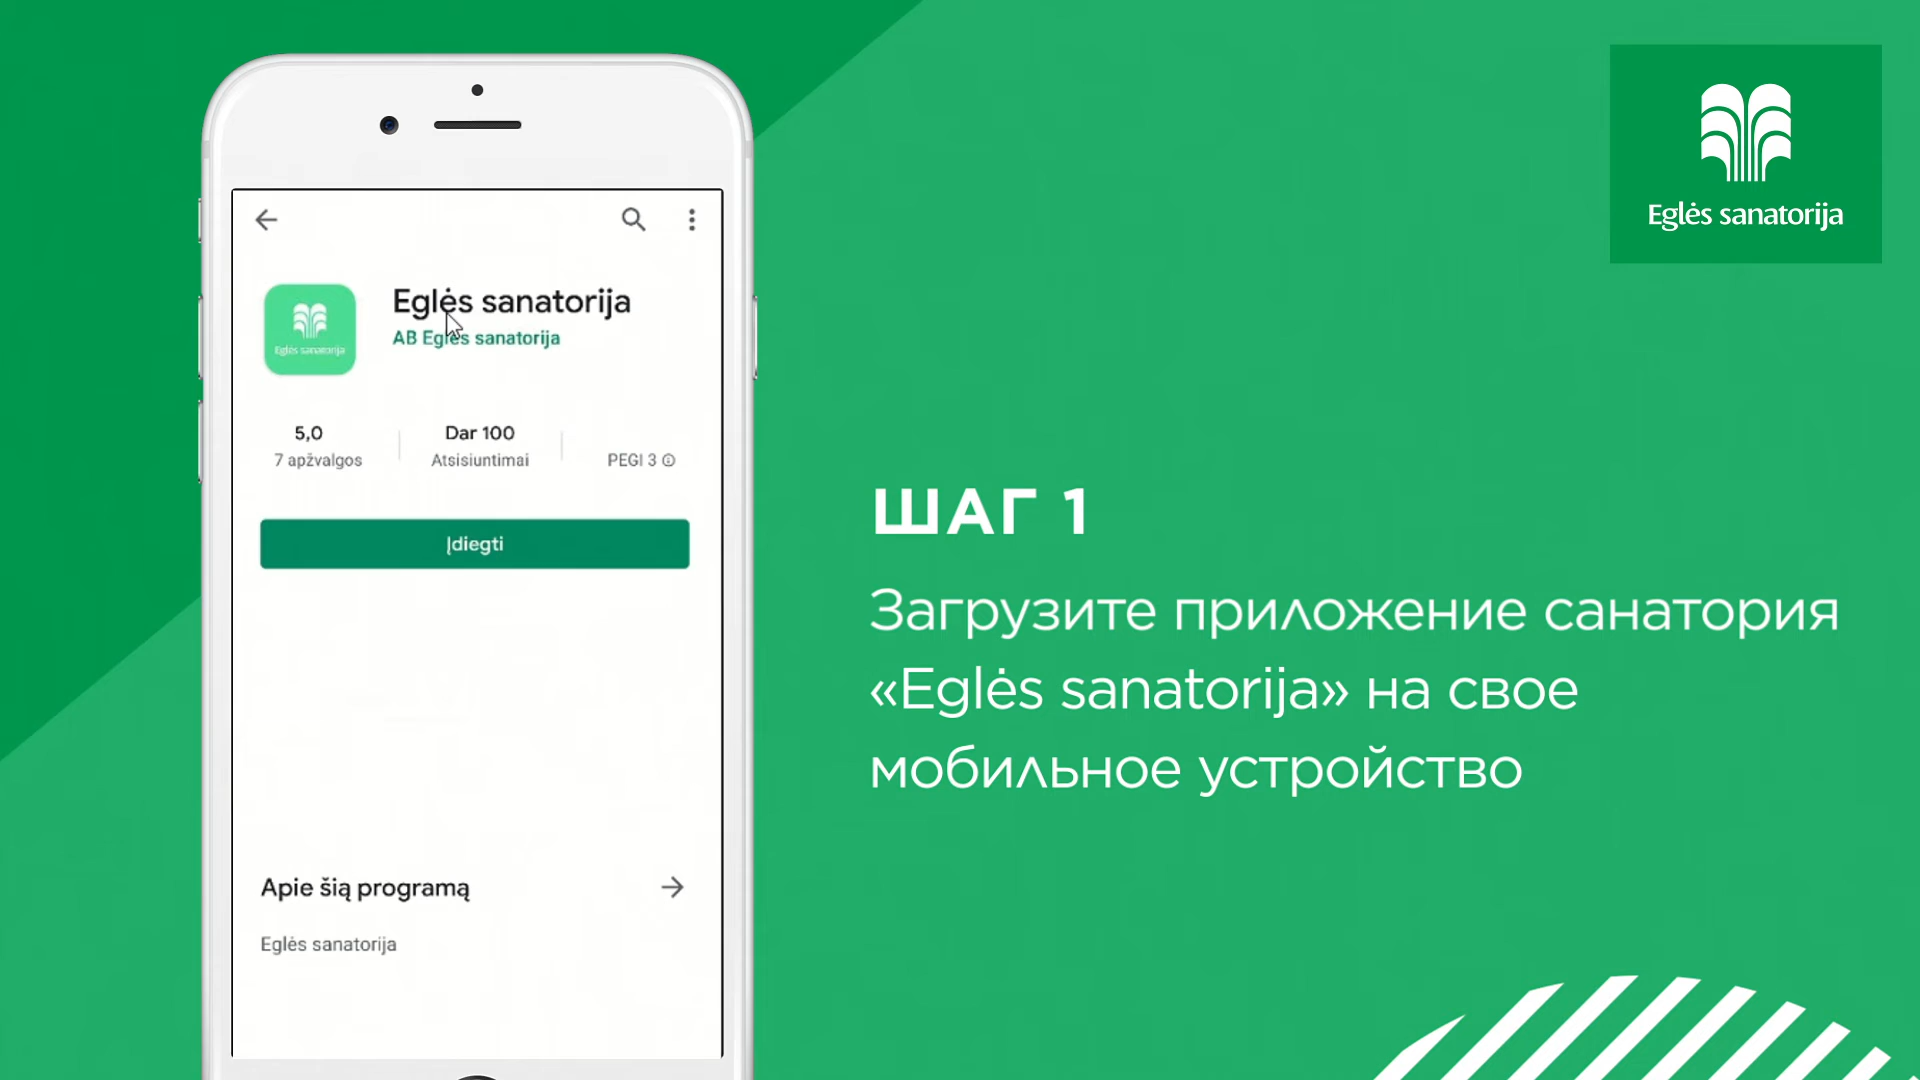 Eglės sanatorija
AB Eglės sanatorija
Eglės sanatorija
5,0
7 apžvalgos
Dar 100
Atsisiuntimai
PEGI 3
Įdiegti
Apie šią programą
Eglės sanatorija
Eglės sanatorija
ШАГ 1
Загрузите приложение санатория
«Eglės sanatorija» на свое
мобильное устройство